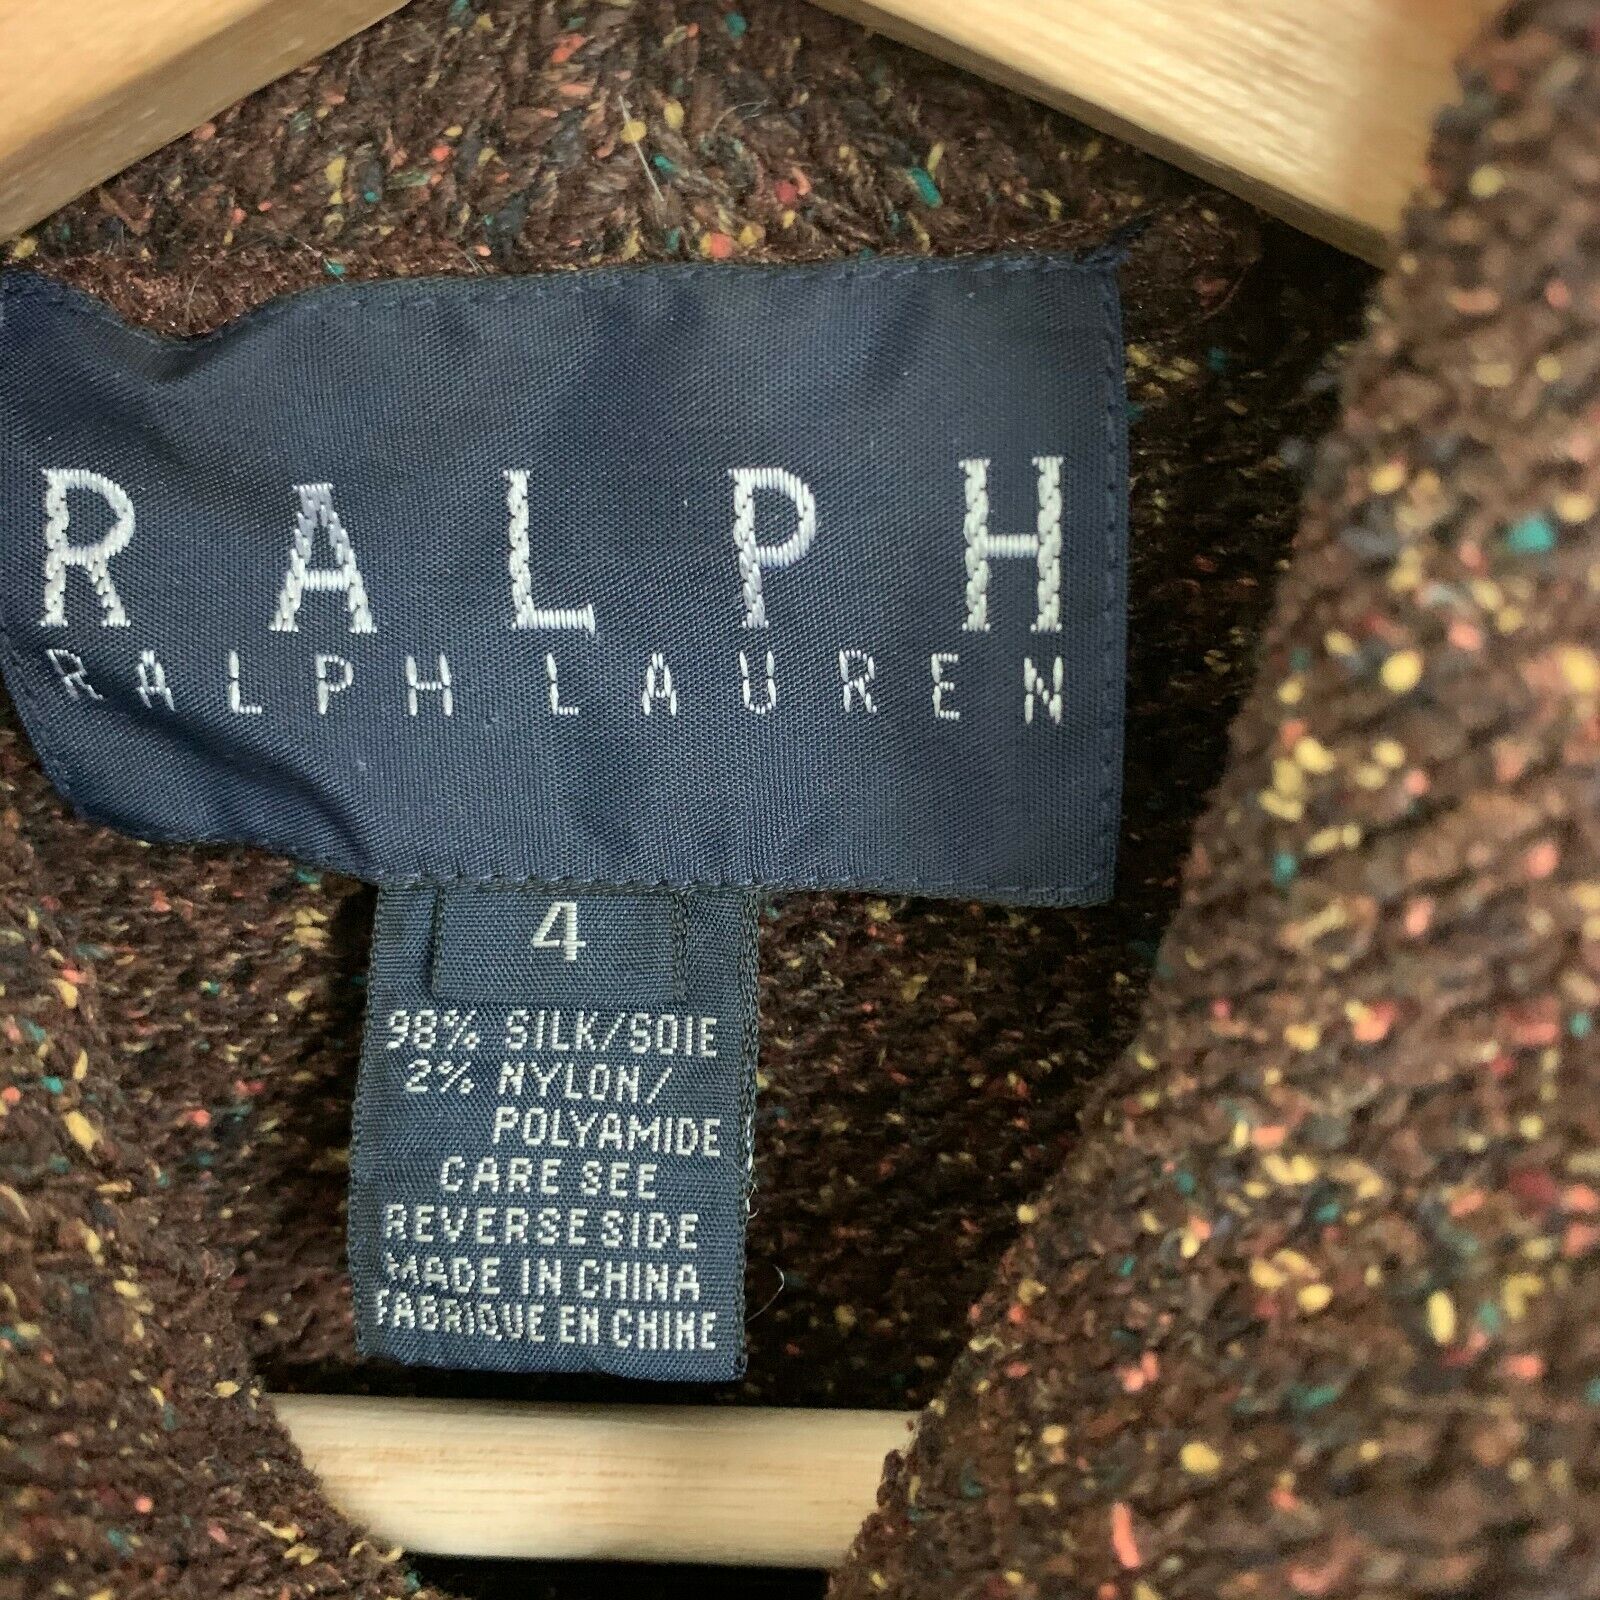 RALPH
RALPH LAUREN
4
98% SILK/SOIE
2% NYLON/
POLYAMIDE
CARE SEE
REVERSE SIDE
MADE IN CHINA
FABRIQUE EN CHINE